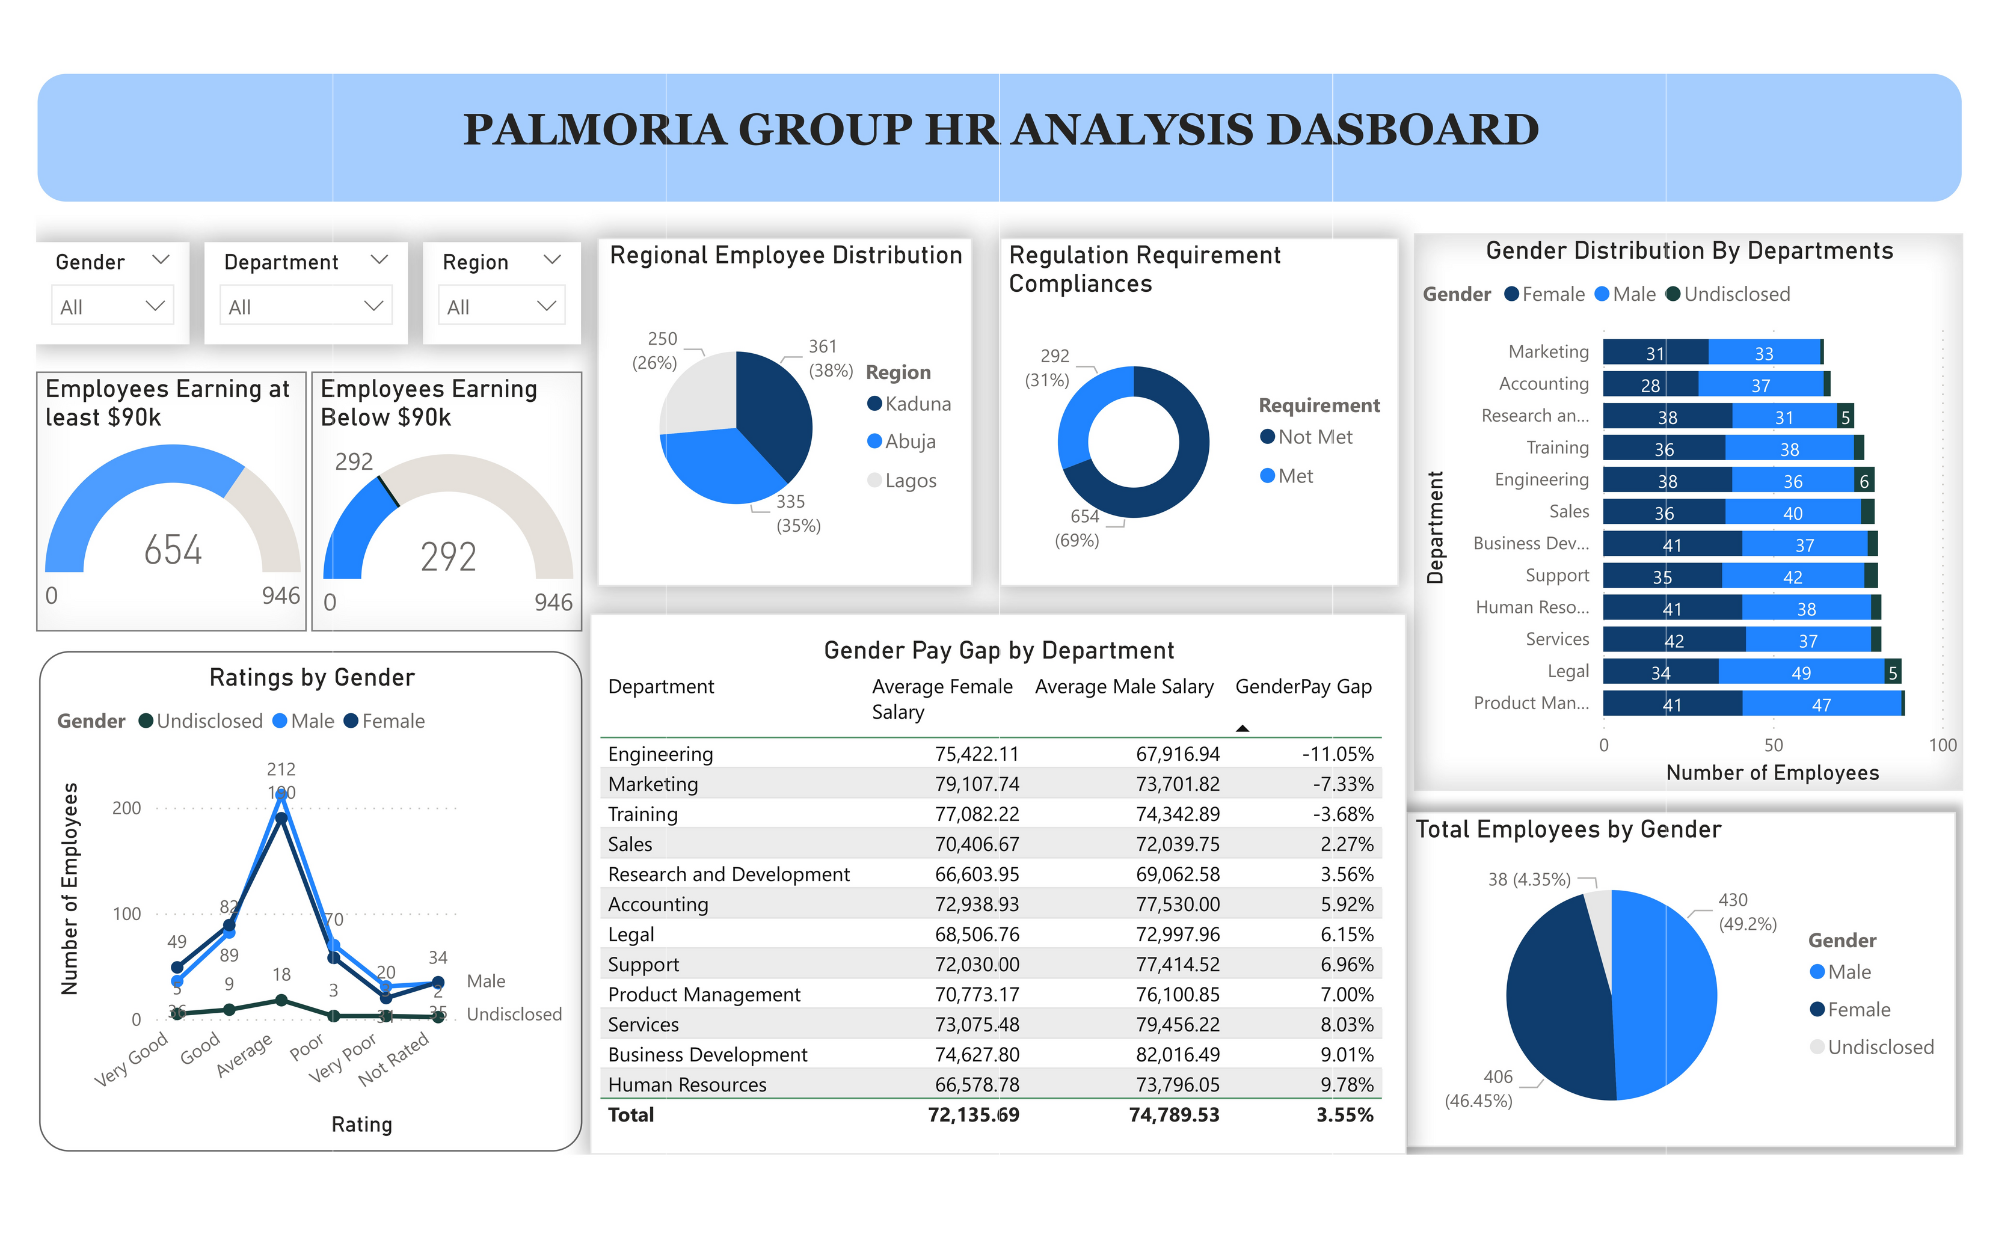 PALMORIA GROUP HR ANALYSIS DASBOARD
Gender
All
Department
All
Region
All
Employees Earning at
least $90k
654
0
946
Employees Earning
Below $90k
292
292
0
946
Regional Employee Distribution
250
(26%)
361
(38%)
335
(35%)
Region
Kaduna
Abuja
Lagos
Regulation Requirement
Compliances
292
(31%)
654
(69%)
Requirement
Not Met
Met
Gender Distribution By Departments
Gender Female Male Undisclosed
Department
Marketing 31 33
Accounting 28 37
Research an... 38 31 5
Training 36 38
Engineering 38 36 6
Sales 36 40
Business Dev... 41 37
Support 35 42
Human Reso... 41 38
Services 42 37
Legal 34 49 5
Product Man... 41 47
0 50 100
Number of Employees
Ratings by Gender
Gender Undisclosed Male Female
Number of Employees
200
100
0
212
190
82
89
70
49
5
36
9
18
3
20
31
34
2
35
Male
Undisclosed
Very Good
Good
Average
Poor
Very Poor
Not Rated
Rating
Gender Pay Gap by Department
Department Average Female Average Male Salary GenderPay Gap
Salary
Engineering 75,422.11 67,916.94 -11.05%
Marketing 79,107.74 73,701.82 -7.33%
Training 77,082.22 74,342.89 -3.68%
Sales 70,406.67 72,039.75 2.27%
Research and Development 66,603.95 69,062.58 3.56%
Accounting 72,938.93 77,530.00 5.92%
Legal 68,506.76 72,997.96 6.15%
Support 72,030.00 77,414.52 6.96%
Product Management 70,773.17 76,100.85 7.00%
Services 73,075.48 79,456.22 8.03%
Business Development 74,627.80 82,016.49 9.01%
Human Resources 66,578.78 73,796.05 9.78%
Total 72,135.69 74,789.53 3.55%
Total Employees by Gender
38 (4.35%)
430
(49.2%)
406
(46.45%)
Gender
Male
Female
Undisclosed